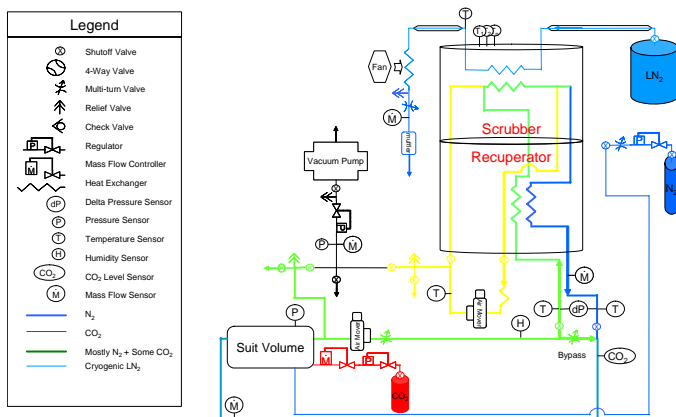 Legend
Shutoff Valve
4-Way Valve
Multi-turn Valve
Relief Valve
Check Valve
P
Regulator
M
Mass Flow Controller
Heat Exchanger
dP
Delta Pressure Sensor
P
Pressure Sensor
T
Temperature Sensor
H
Humidity Sensor
CO₂
CO₂ Level Sensor
Ṁ
Mass Flow Sensor
N₂
CO₂
Mostly N₂ + Some CO₂
Cryogenic LN₂
T
Fan
LN₂
M
muffler
Scrubber
Recuperator
Vacuum Pump
N₂
P
M
M
T
Air Mover
T
dP
T
P
Air Mover
H
Bypass
CO₂
Suit Volume
M
P
CO₂
M